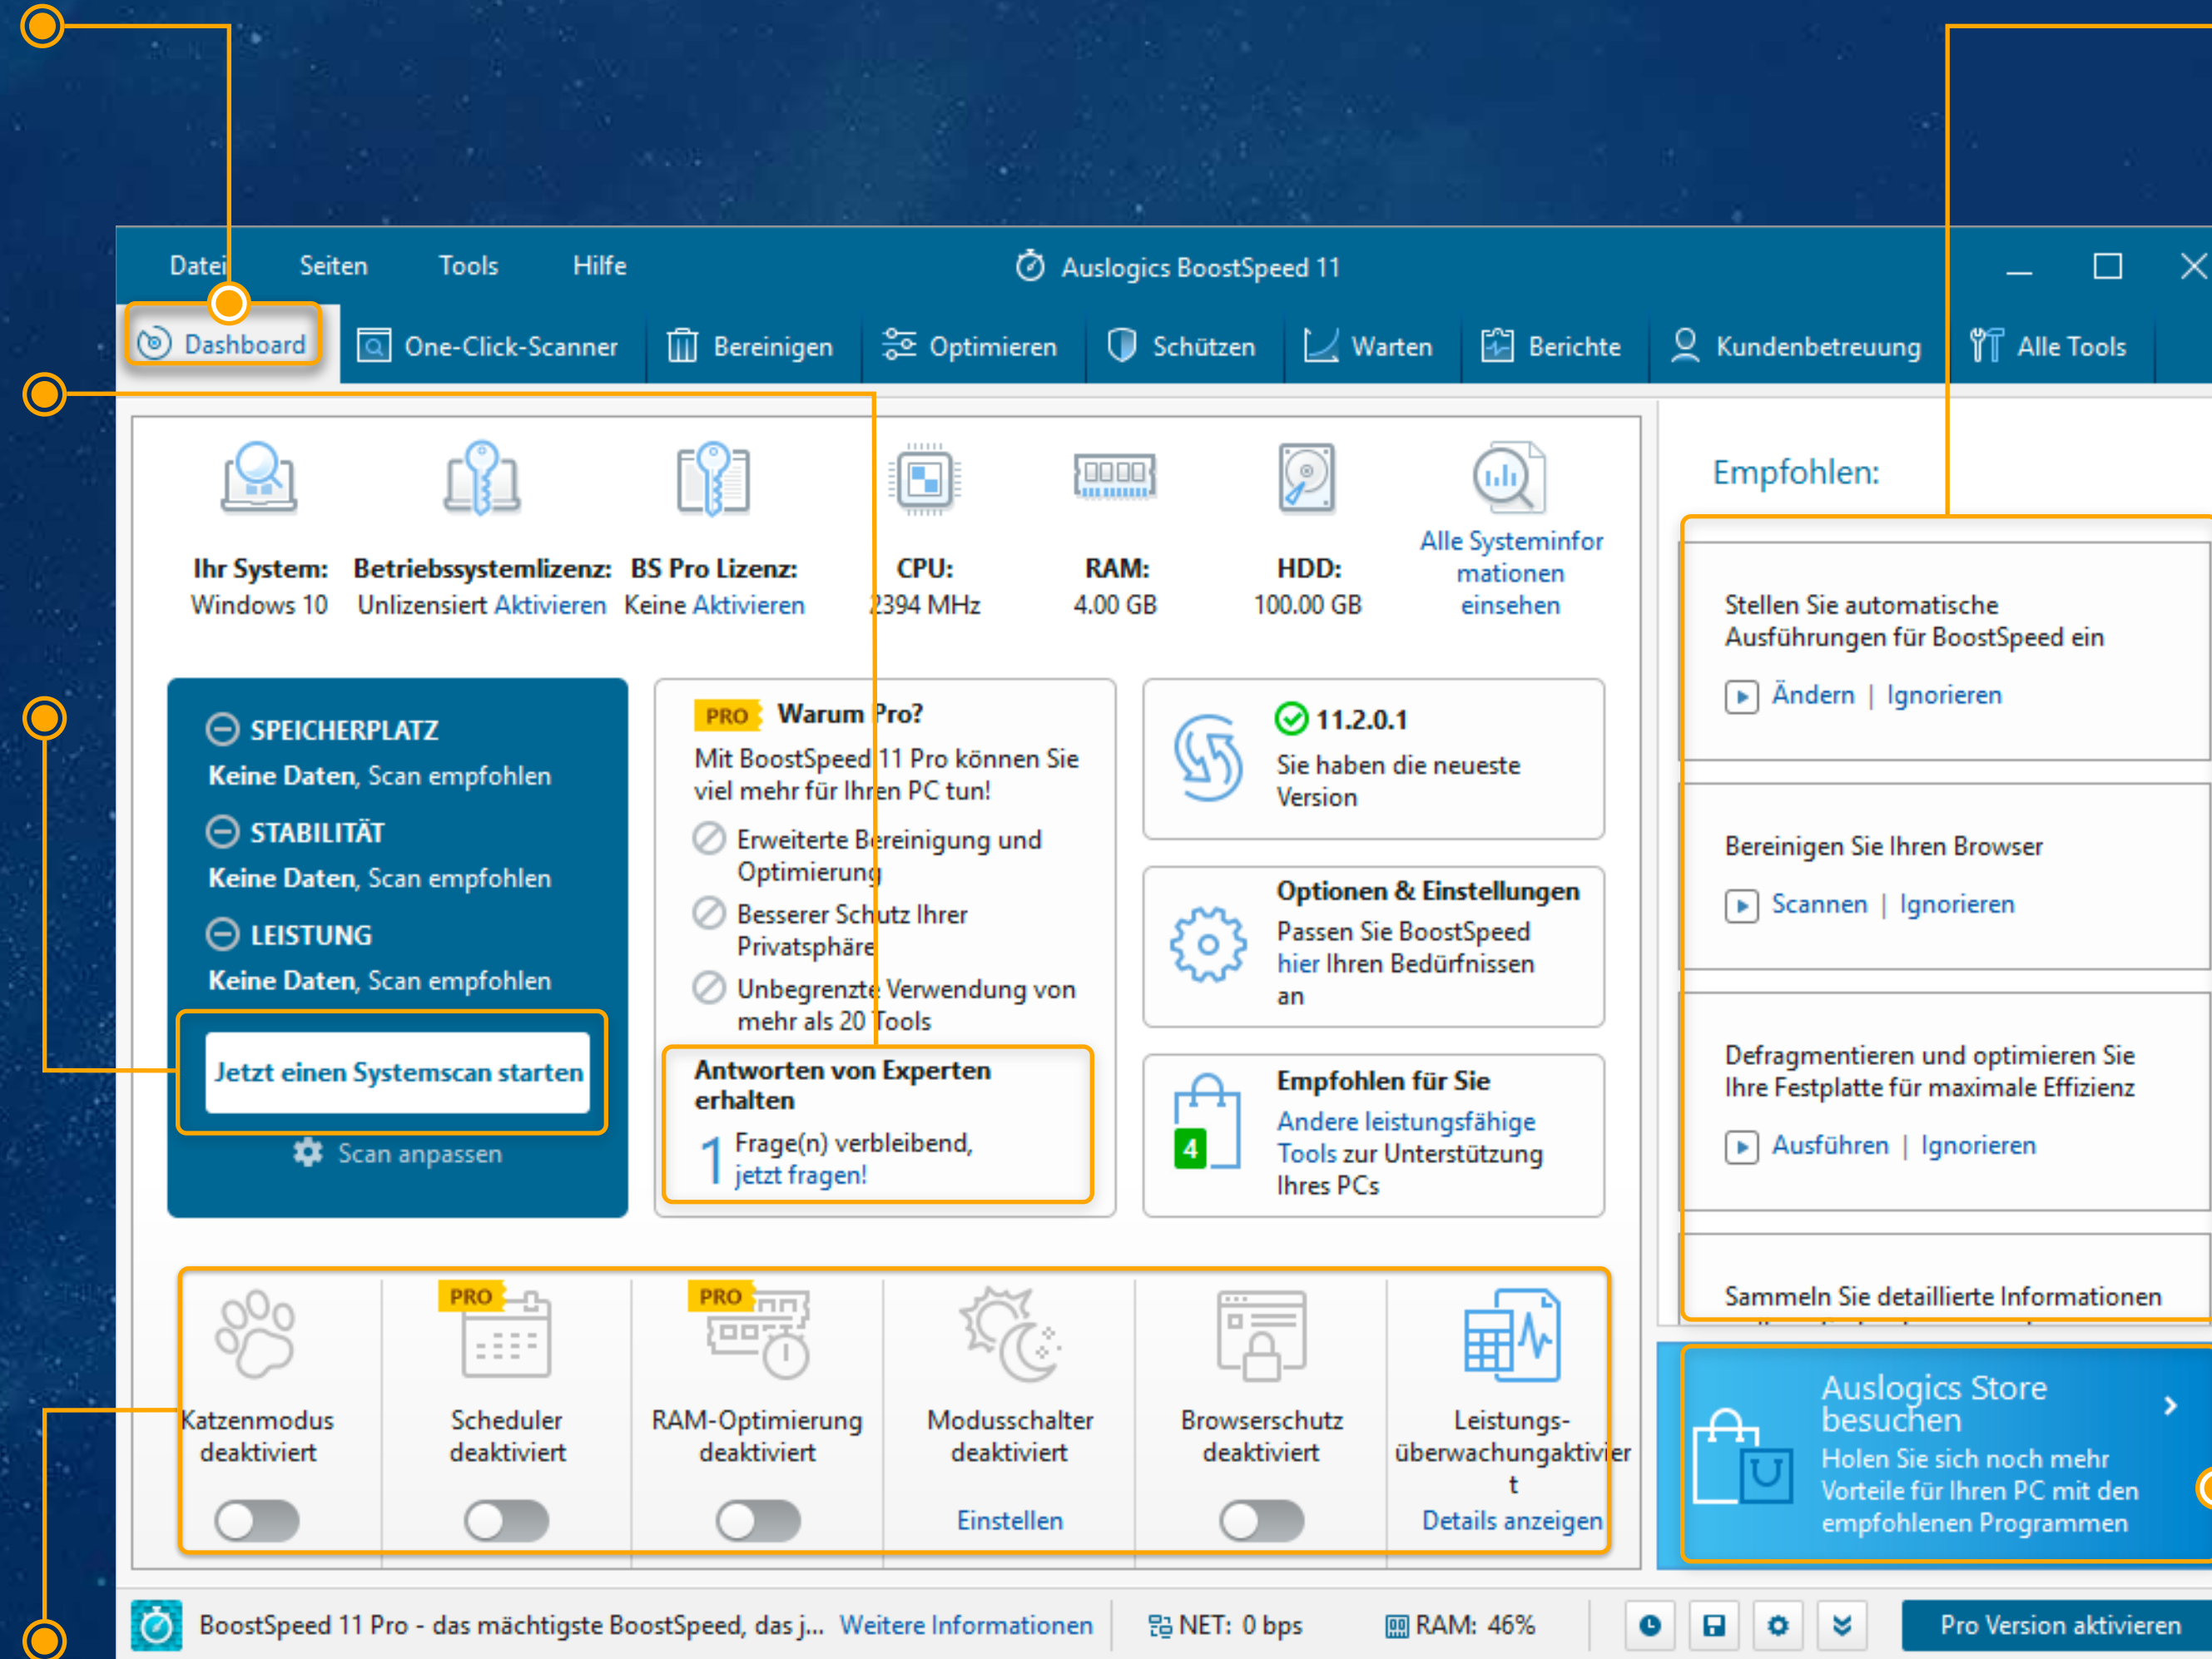 Datei Seiten Tools Hilfe
Auslogics BoostSpeed 11
Dashboard One-Click-Scanner Bereinigen Optimieren Schützen Warten Berichte Kundenbetreuung Alle Tools
Ihr System:
Windows 10
Betriebssystemlizenz:
Unlizensiert Aktivieren
BS Pro Lizenz:
Keine Aktivieren
CPU:
2394 MHz
RAM:
4.00 GB
HDD:
100.00 GB
Alle Systeminfor
mationen
einsehen
SPEICHERPLATZ
Keine Daten, Scan empfohlen
STABILITÄT
Keine Daten, Scan empfohlen
LEISTUNG
Keine Daten, Scan empfohlen
Jetzt einen Systemscan starten
Scan anpassen
PRO Warum Pro?
Mit BoostSpeed 11 Pro können Sie
viel mehr für Ihren PC tun!
Erweiterte Bereinigung und
Optimierung
Besserer Schutz Ihrer
Privatsphäre
Unbegrenzte Verwendung von
mehr als 20 Tools
Antworten von Experten
erhalten
1 Frage(n) verbleibend,
jetzt fragen!
11.2.0.1
Sie haben die neueste
Version
Optionen & Einstellungen
Passen Sie BoostSpeed
hier Ihren Bedürfnissen
an
4
Empfohlen für Sie
Andere leistungsfähige
Tools zur Unterstützung
Ihres PCs
Katzenmodus
deaktiviert
PRO
Scheduler
deaktiviert
PRO
RAM-Optimierung
deaktiviert
Modusschalter
deaktiviert
Einstellen
Browserschutz
deaktiviert
Leistungs-
überwachungaktivier
t
Details anzeigen
Empfohlen:
Stellen Sie automatische
Ausführungen für BoostSpeed ein
Ändern | Ignorieren
Bereinigen Sie Ihren Browser
Scannen | Ignorieren
Defragmentieren und optimieren Sie
Ihre Festplatte für maximale Effizienz
Ausführen | Ignorieren
Sammeln Sie detaillierte Informationen
Auslogics Store
besuchen
Holen Sie sich noch mehr
Vorteile für Ihren PC mit den
empfohlenen Programmen
BoostSpeed 11 Pro - das mächtigste BoostSpeed, das j... Weitere Informationen NET: 0 bps RAM: 46% Pro Version aktivieren